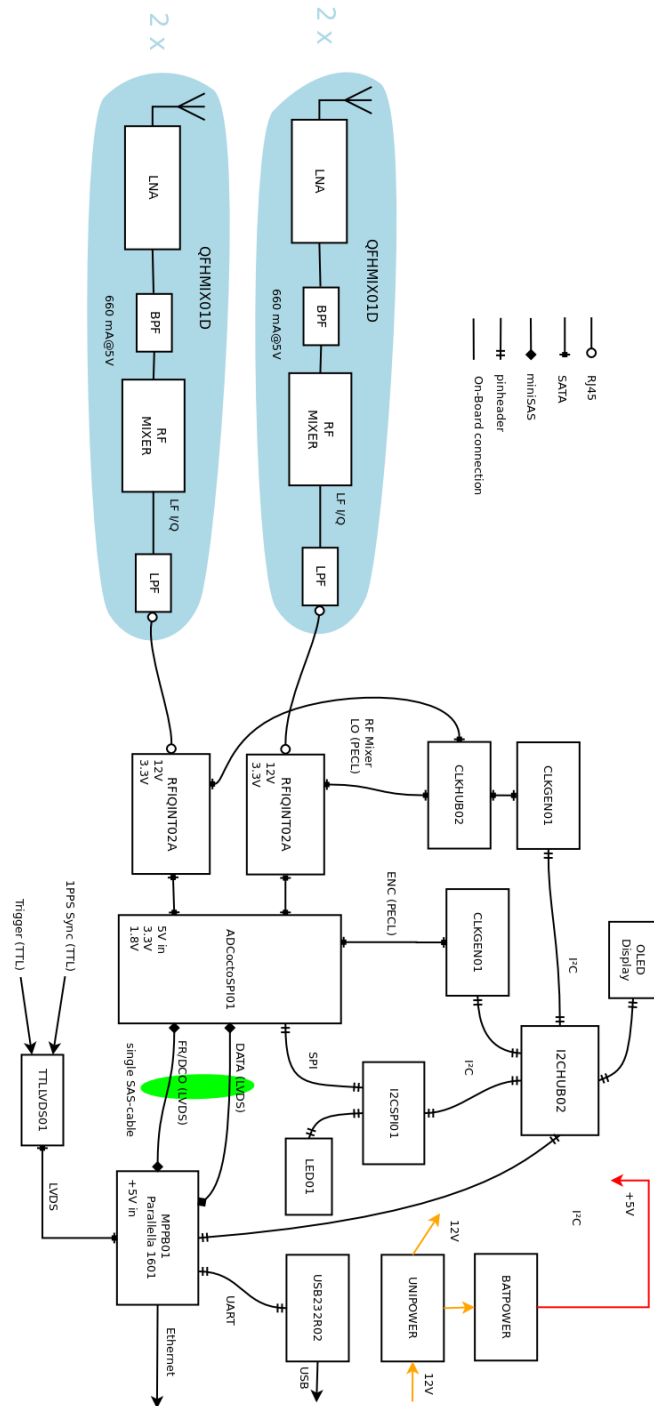 2 x
2 x
RJ45
SATA
miniSAS
pinheader
On-Board connection
QFHMIX01D
660 mA@5V
LNA
BPF
RF
MIXER
LF I/Q
LPF
QFHMIX01D
660 mA@5V
LNA
BPF
RF
MIXER
LF I/Q
LPF
RF Mixer
LO (PECL)
CLKHUB02
CLKGEN01
RFIQINT02A
12V
3.3V
RFIQINT02A
12V
3.3V
ENC (PECL)
CLKGEN01
I²C
OLED
Display
ADCoctoSPI01
5V in
3.3V
1.8V
I2CHUB02
I²C
SPI
I2CSPI01
LED01
DATA (LVDS)
FR/DCO (LVDS)
single SAS-cable
1PPS Sync (TTL)
Trigger (TTL)
TTLLVDS01
LVDS
MPPB01
Parallella 1601
+5V in
I²C
+5V
12V
UNIPOWER
BATPOWER
12V
UART
USB232R02
USB
Ethernet